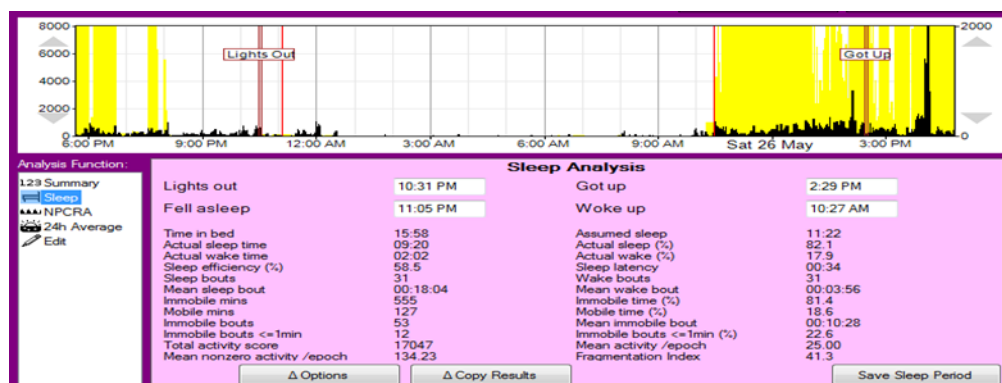 8000
2000
6000
4000
2000
0
0
Lights Out
Got Up
6:00 PM 9:00 PM 12:00 AM 3:00 AM 6:00 AM 9:00 AM Sat 26 May 3:00 PM
Analysis Function:
123 Summary
Sleep
NPCRA
24h Average
Edit
Sleep Analysis
Lights out 10:31 PM Got up 2:29 PM
Fell asleep 11:05 PM Woke up 10:27 AM
Time in bed 15:58 Assumed sleep 11:22
Actual sleep time 09:20 Actual sleep (%) 82.1
Actual wake time 02:02 Actual wake (%) 17.9
Sleep efficiency (%) 58.5 Sleep latency 00:34
Sleep bouts 31 Wake bouts 31
Mean sleep bout 00:18:04 Mean wake bout 00:03:56
Immobile mins 555 Immobile time (%) 81.4
Mobile mins 127 Mobile time (%) 18.6
Immobile bouts 53 Mean immobile bout 00:10:28
Immobile bouts <=1min 12 Immobile bouts <=1min (%) 22.6
Total activity score 17047 Mean activity /epoch 25.00
Mean nonzero activity /epoch 134.23 Fragmentation Index 41.3
Δ Options Δ Copy Results Save Sleep Period